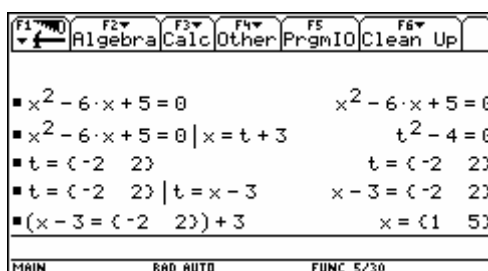 F1 F2 Algebra F3 Calc F4 Other F5 PrgmIO F6 Clean Up
▪x² - 6·x + 5 = 0 x² - 6·x + 5 = 0
▪x² - 6·x + 5 = 0 | x = t + 3 t² - 4 = 0
▪t = {-2 2} t = {-2 2}
▪t = {-2 2} | t = x - 3 x - 3 = {-2 2}
▪(x - 3 = {-2 2}) + 3 x = {1 5}
MAIN RAD AUTO FUNC 5/30